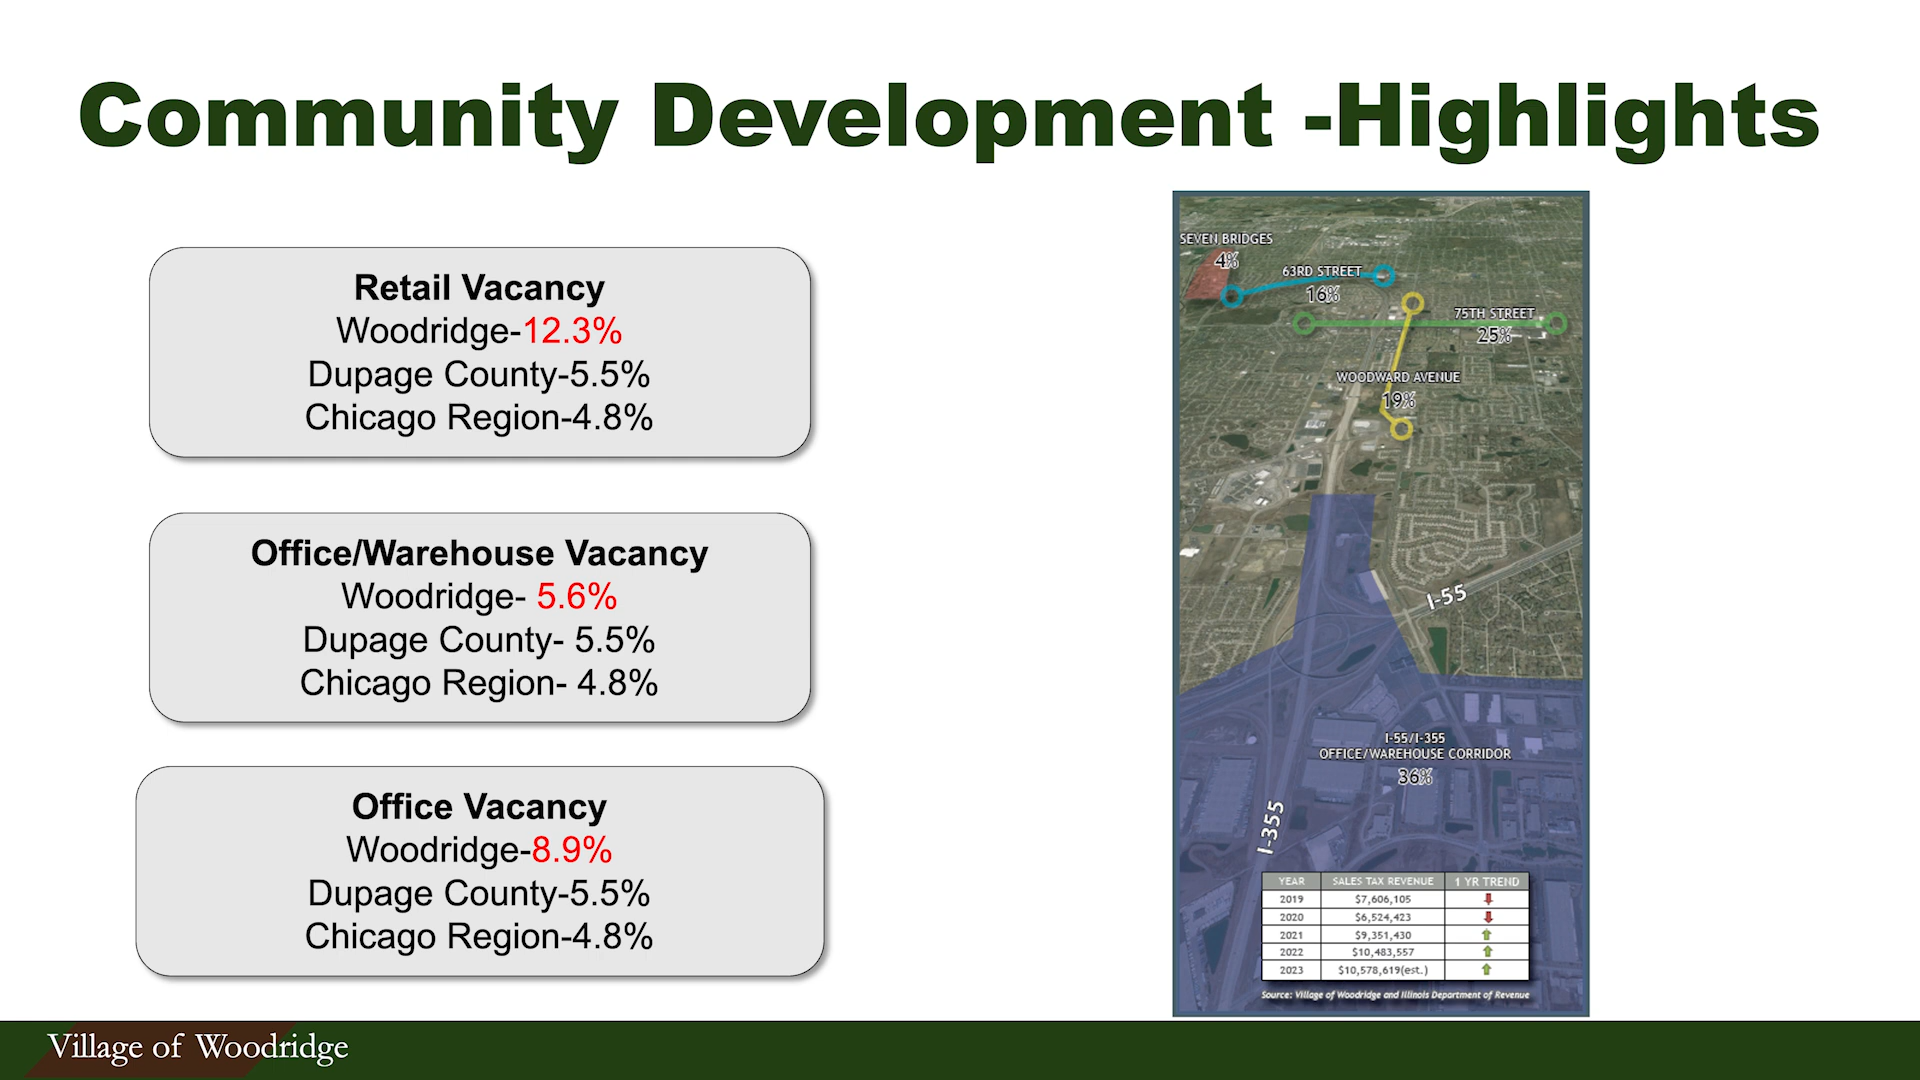 Community Development -Highlights
Retail Vacancy
Woodridge-12.3%
Dupage County-5.5%
Chicago Region-4.8%
Office/Warehouse Vacancy
Woodridge- 5.6%
Dupage County- 5.5%
Chicago Region- 4.8%
Office Vacancy
Woodridge-8.9%
Dupage County-5.5%
Chicago Region-4.8%
SEVEN BRIDGES
4%
63RD STREET
16%
75TH STREET
25%
WOODWARD AVENUE
19%
I-55
I-55/I-355
OFFICE/WAREHOUSE CORRIDOR
36%
I-355
YEAR SALES TAX REVENUE 1 YR TREND
2019 $7,606,105
2020 $6,524,423
2021 $9,351,430
2022 $10,483,557
2023 $10,578,619(est.)
Source: Village of Woodridge and Illinois Department of Revenue
Village of Woodridge